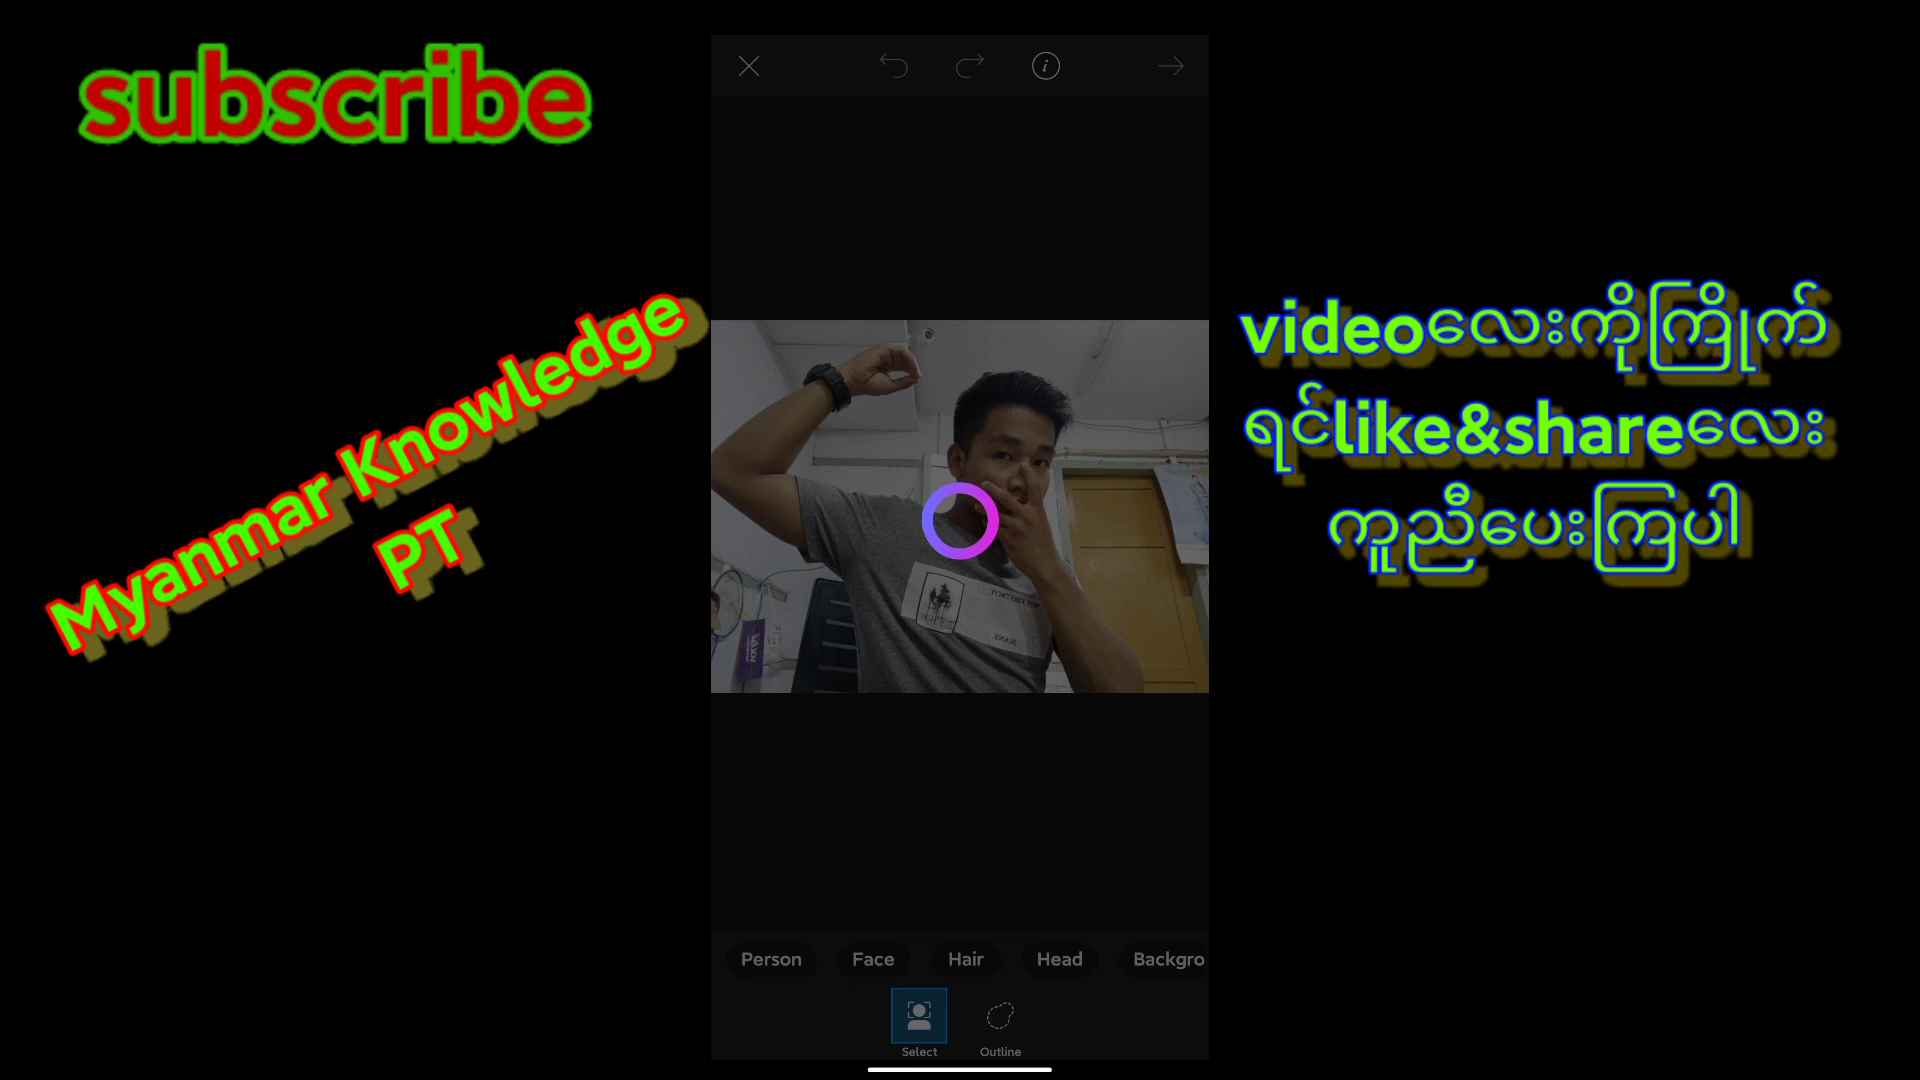 subscribe
Myanmar Knowledge
PT
videoလေးကိုကြိုက်
ရင်like&shareလေး
ကူညီပေးကြပါ
JEANS
Person Face Hair Head Backgro
Select Outline